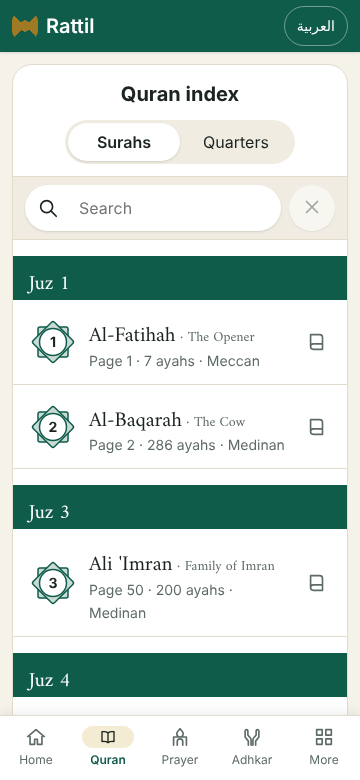 Rattil
العربية
Quran index
Surahs
Quarters
Search
Juz 1
1
Al-Fatihah · The Opener
Page 1 · 7 ayahs · Meccan
2
Al-Baqarah · The Cow
Page 2 · 286 ayahs · Medinan
Juz 3
3
Ali 'Imran · Family of Imran
Page 50 · 200 ayahs ·
Medinan
Juz 4
Home
Quran
Prayer
Adhkar
More